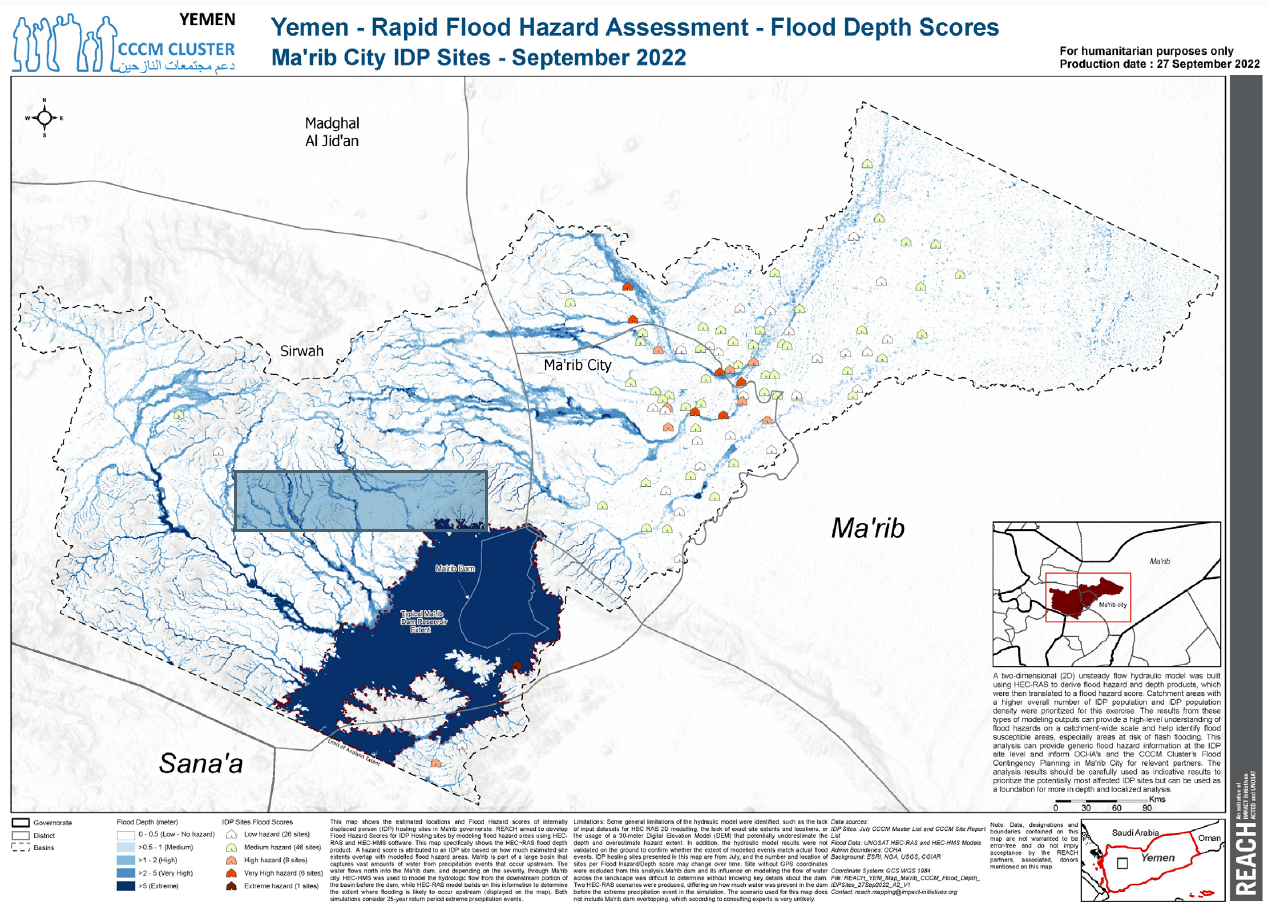 YEMEN
CCCM CLUSTER
دعم مجتمعات النازحين
Yemen - Rapid Flood Hazard Assessment - Flood Depth Scores
Ma'rib City IDP Sites - September 2022
For humanitarian purposes only
Production date : 27 September 2022
N
W
E
S
Madghal
Al Jid'an
Sirwah
Ma'rib City
Ma'rib
Ma'rib Dam
Typical Ma'rib
Dam Reservoir
Extent
Limit of Analysis Extent
Sana'a
Ma'rib
Ma'rib city
A two-dimensional (2D) unsteady flow hydraulic model was built
using HEC-RAS to derive flood hazard and depth products, which
were then translated to a flood hazard score. Catchment areas with
a higher overall number of IDP population and IDP population
density were prioritized for this exercise. The results from these
types of modeling outputs can provide a high-level understanding of
flood hazards on a catchment-wide scale and help identify flood
susceptible areas, especially areas at risk of flash flooding. This
analysis can provide generic flood hazard information at the IDP
site level and inform OCHA's and the CCCM Cluster's Flood
Contingency Planning in Ma'rib City for relevant partners. The
analysis results should be carefully used as indicative results to
prioritize the potentially most affected IDP sites but can be used as
a foundation for more in depth and localized analysis.
Kms
0 30 60 90
REACH An initiative of
IMPACT Initiatives
ACTED and UNOSAT
Governorate
District
Basins
Flood Depth (meter)
0 - 0.5 (Low - No hazard)
>0.5 - 1 (Medium)
>1 - 2 (High)
>2 - 5 (Very High)
>5 (Extreme)
IDP Sites Flood Scores
Low hazard (26 sites)
Medium hazard (46 sites)
High hazard (8 sites)
Very High hazard (6 sites)
Extreme hazard (1 sites)
This map shows the estimated locations and Flood Hazard scores of internally
displaced person (IDP) hosting sites in Ma'rib governorate. REACH aimed to develop
Flood Hazard Scores for IDP Hosting sites by modeling flood hazard areas using HEC-
RAS and HEC-HMS software. This map specifically shows the HEC-RAS flood depth
product. A hazard score is attributed to an IDP site based on how much estimated site
extents overlap with modelled flood hazard areas. Ma'rib is part of a large basin that
captures vast amounts of water from precipitation events that occur upstream. The
water flows north into the Ma'rib dam, and depending on the severity, through Ma'rib
city. HEC-HMS was used to model the hydrologic flow from the downstream portion of
the basin before the dam, while HEC-RAS model builds on this information to determine
the extent where flooding is likely to occur upstream (displayed on the map). Both
simulations consider 25-year return period extreme precipitation events.
Limitations: Some general limitations of the hydraulic model were identified, such as the lack
of input datasets for HEC RAS 2D modelling, the lack of exact site extents and locations, or
the usage of a 30-meter Digital Elevation Model (DEM) that potentially underestimate the
depth and overestimate hazard extent. In addition, the hydraulic model results were not
validated on the ground to confirm whether the extent of modelled events match actual flood
events. IDP hosting sites presented in this map are from July, and the number and location of
sites per Flood Hazard/Depth score may change over time. Site without GPS coordinates
were excluded from this analysis.Ma'rib dam and its influence on modelling the flow of water
across the landscape was difficult to determine without knowing key details about the dam.
Two HEC-RAS scenarios were produced, differing on how much water was present in the dam
before the extreme precipitation event in the simulation. The scenario used for this map does
not include Ma'rib dam overtopping, which according to consulting experts is very unlikely.
Data sources:
IDP Sites: July CCCM Master List and CCCM Site Report
List
Flood Data: UNOSAT HEC-RAS and HEC-HMS Models
Admin Boundaries: CCHA
Background: ESRI, NGA, USGS, CGIAR
Coordinate System: GCS WGS 1984
File: REACH_YEM_Map_Ma'rib_CCCM_Flood_Depth_
IDPSites_27Sep2022_A2_V1
Contact: reach.mapping@impact-initiatives.org
Note: Data, designations and
boundaries contained on this
map are not warranted to be
error-free and do not imply
acceptance by the REACH
partners, associated, donors
mentioned on this map.
Saudi Arabia
Oman
Yemen